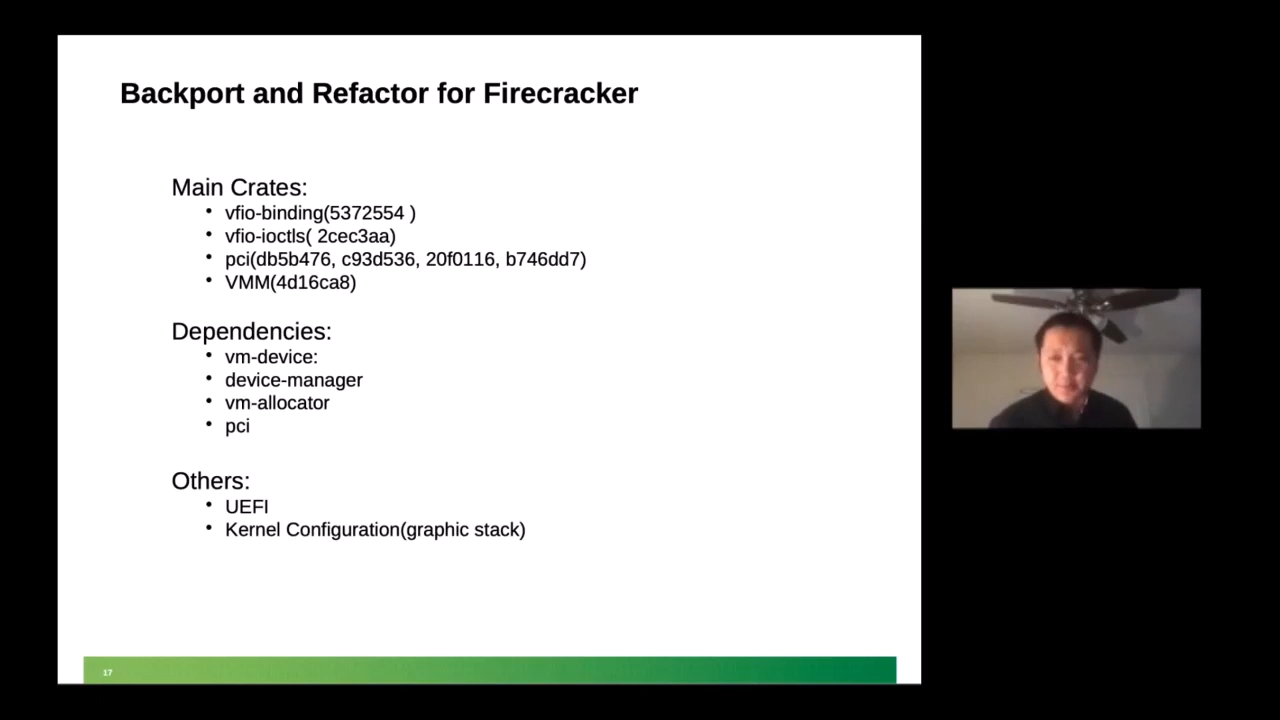 Backport and Refactor for Firecracker
Main Crates:
• vfio-binding(5372554 )
• vfio-ioctls( 2cec3aa)
• pci(db5b476, c93d536, 20f0116, b746dd7)
• VMM(4d16ca8)
Dependencies:
• vm-device:
• device-manager
• vm-allocator
• pci
Others:
• UEFI
• Kernel Configuration(graphic stack)
17